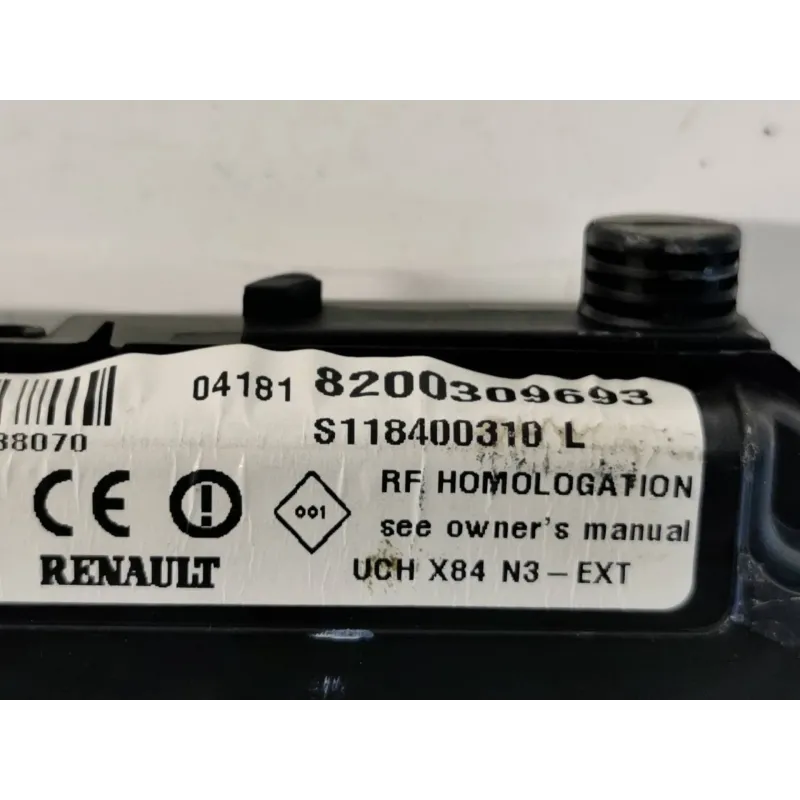 04181 8200309693
38070 S118400310 L
CE 001 RF HOMOLOGATION
see owner's manual
RENAULT UCH X84 N3-EXT